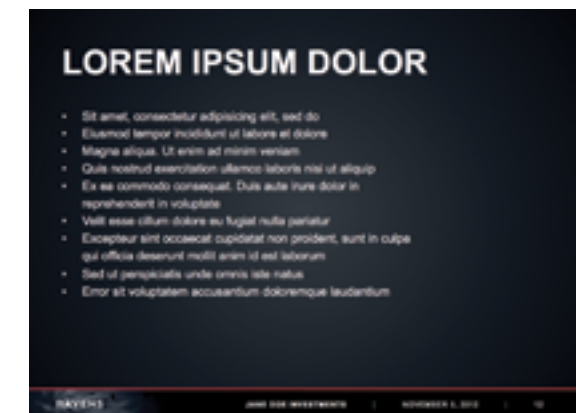 LOREM IPSUM DOLOR
• Sit amet, consectetur adipisicing elit, sed do
• Eiusmod tempor incididunt ut labore et dolore
• Magna aliqua. Ut enim ad minim veniam
• Quis nostrud exercitation ullamco laboris nisi ut aliquip
• Ex ea commodo consequat. Duis aute irure dolor in
reprehenderit in voluptate
• Velit esse cillum dolore eu fugiat nulla pariatur
• Excepteur sint occaecat cupidatat non proident, sunt in culpa
qui officia deserunt mollit anim id est laborum
• Sed ut perspiciatis unde omnis iste natus
• Error sit voluptatem accusantium doloremque laudantium
JANE DOE INVESTMENTS | NOVEMBER 5, 2012 |